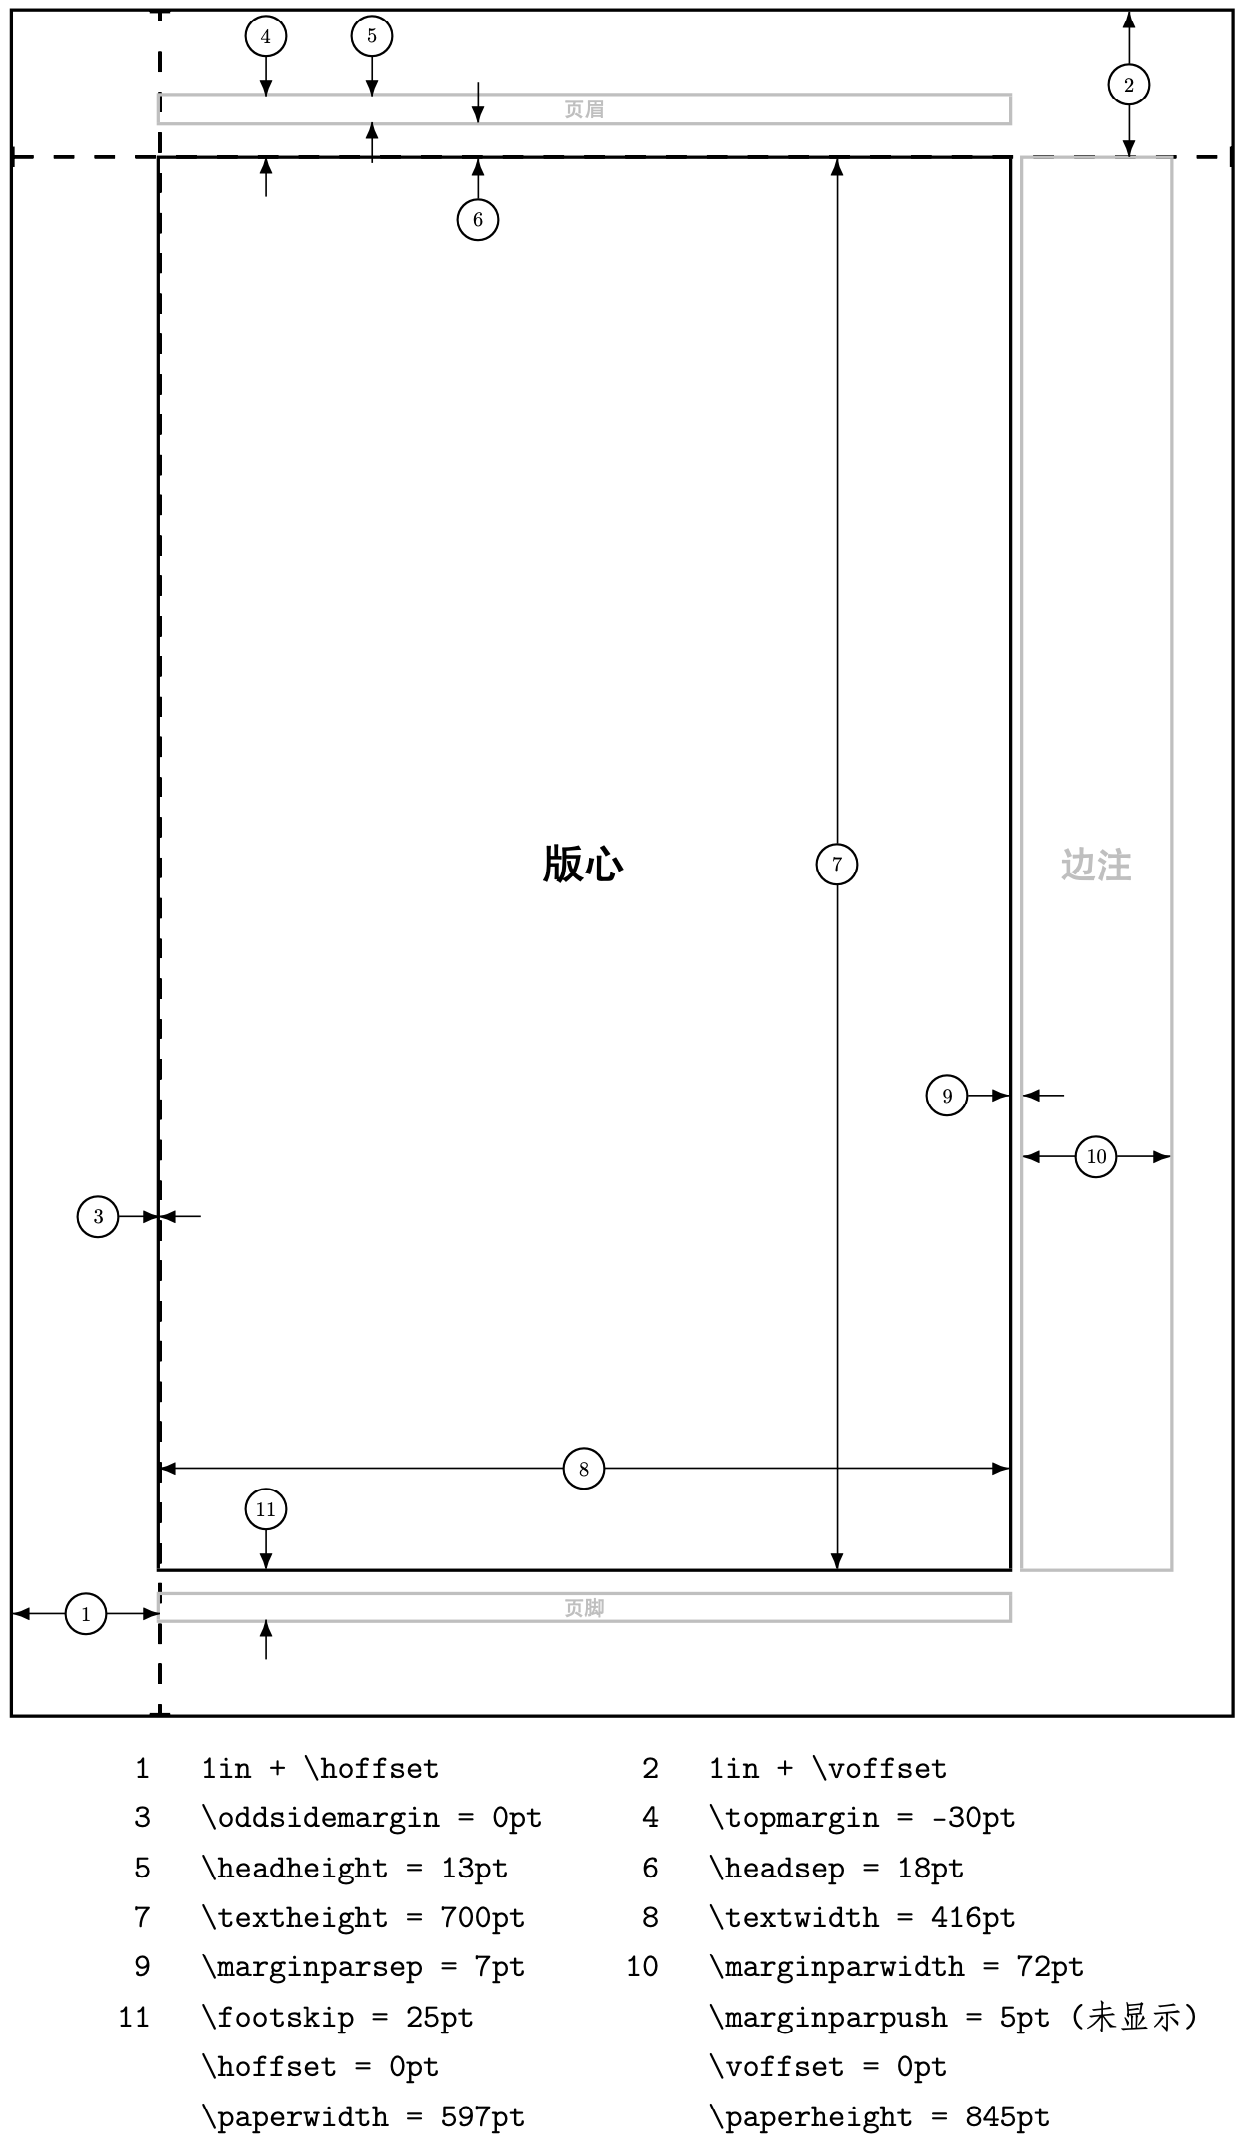 4 5
2
页眉
6
版心 7 边注
9
10
3
8
11
1 页脚
1 1in + \hoffset 2 1in + \voffset
3 \oddsidemargin = 0pt 4 \topmargin = -30pt
5 \headheight = 13pt 6 \headsep = 18pt
7 \textheight = 700pt 8 \textwidth = 416pt
9 \marginparsep = 7pt 10 \marginparwidth = 72pt
11 \footskip = 25pt \marginparpush = 5pt (未显示)
\hoffset = 0pt \voffset = 0pt
\paperwidth = 597pt \paperheight = 845pt